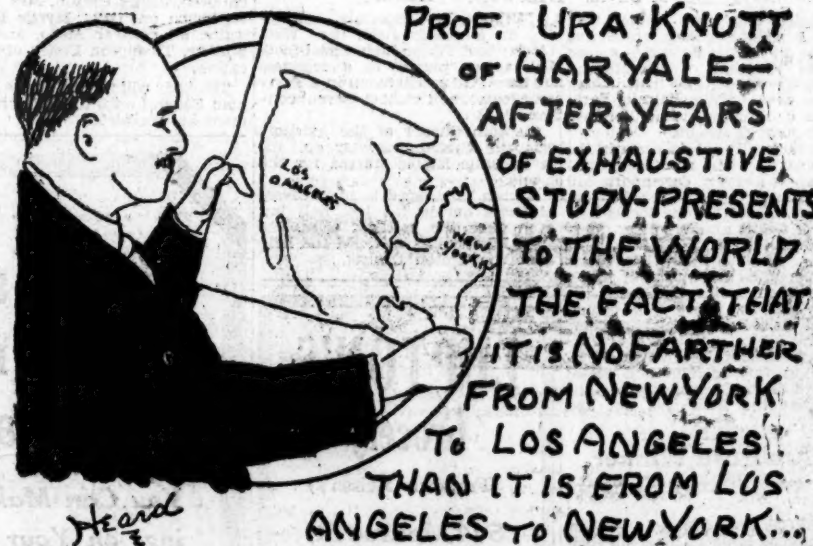 PROF. URA KNUTT
OF HARYALE —
AFTER YEARS
OF EXHAUSTIVE
STUDY-PRESENTS
TO THE WORLD
THE FACT THAT
IT IS NO FARTHER
FROM NEW YORK
TO LOS ANGELES
THAN IT IS FROM LOS
ANGELES TO NEW YORK...
LOS
NEW
YORK
Heard